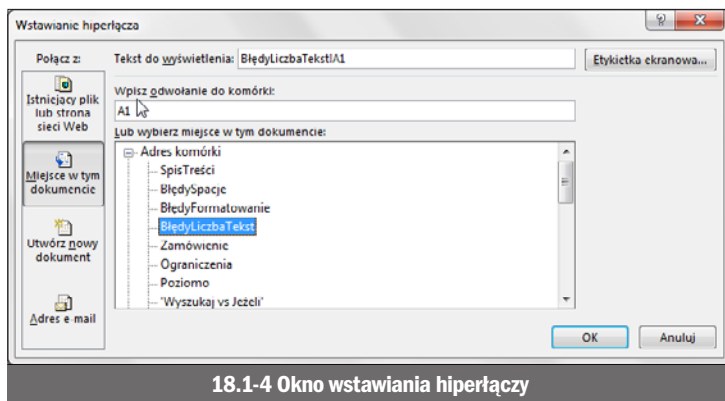 Wstawianie hiperłącza
Połącz z:
Tekst do wyświetlenia: BłędyLiczbaTekst!A1
Etykietka ekranowa...
Istniejący plik
lub strona
sieci Web
Wpisz odwołanie do komórki:
A1
Lub wybierz miejsce w tym dokumencie:
Miejsce w tym
dokumencie
Adres komórki
SpisTreści
BłędySpacje
BłędyFormatowanie
BłędyLiczbaTekst
Zamówienie
Ograniczenia
Poziomo
'Wyszukaj vs Jeżeli'
Utwórz nowy
dokument
Adres e-mail
OK
Anuluj
18.1-4 Okno wstawiania hiperłączy